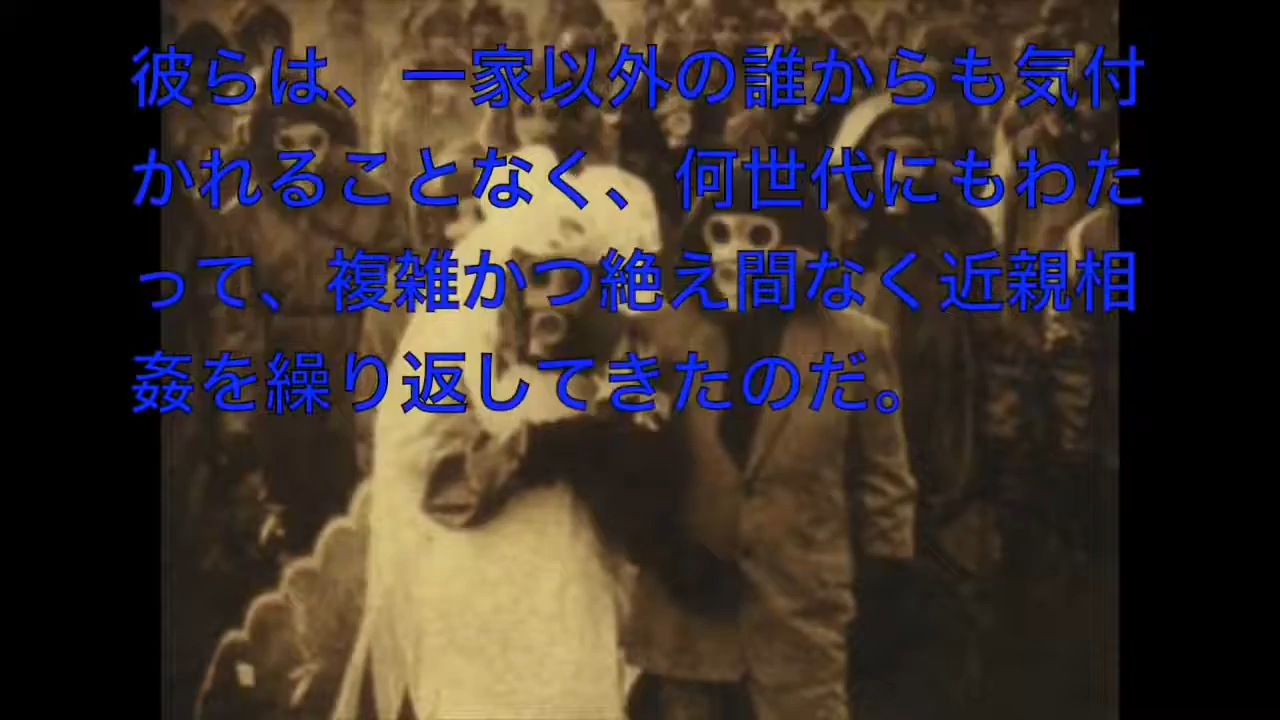 彼らは、一家以外の誰からも気付
かれることなく、何世代にもわた
って、複雑かつ絶え間なく近親相
姦を繰り返してきたのだ。